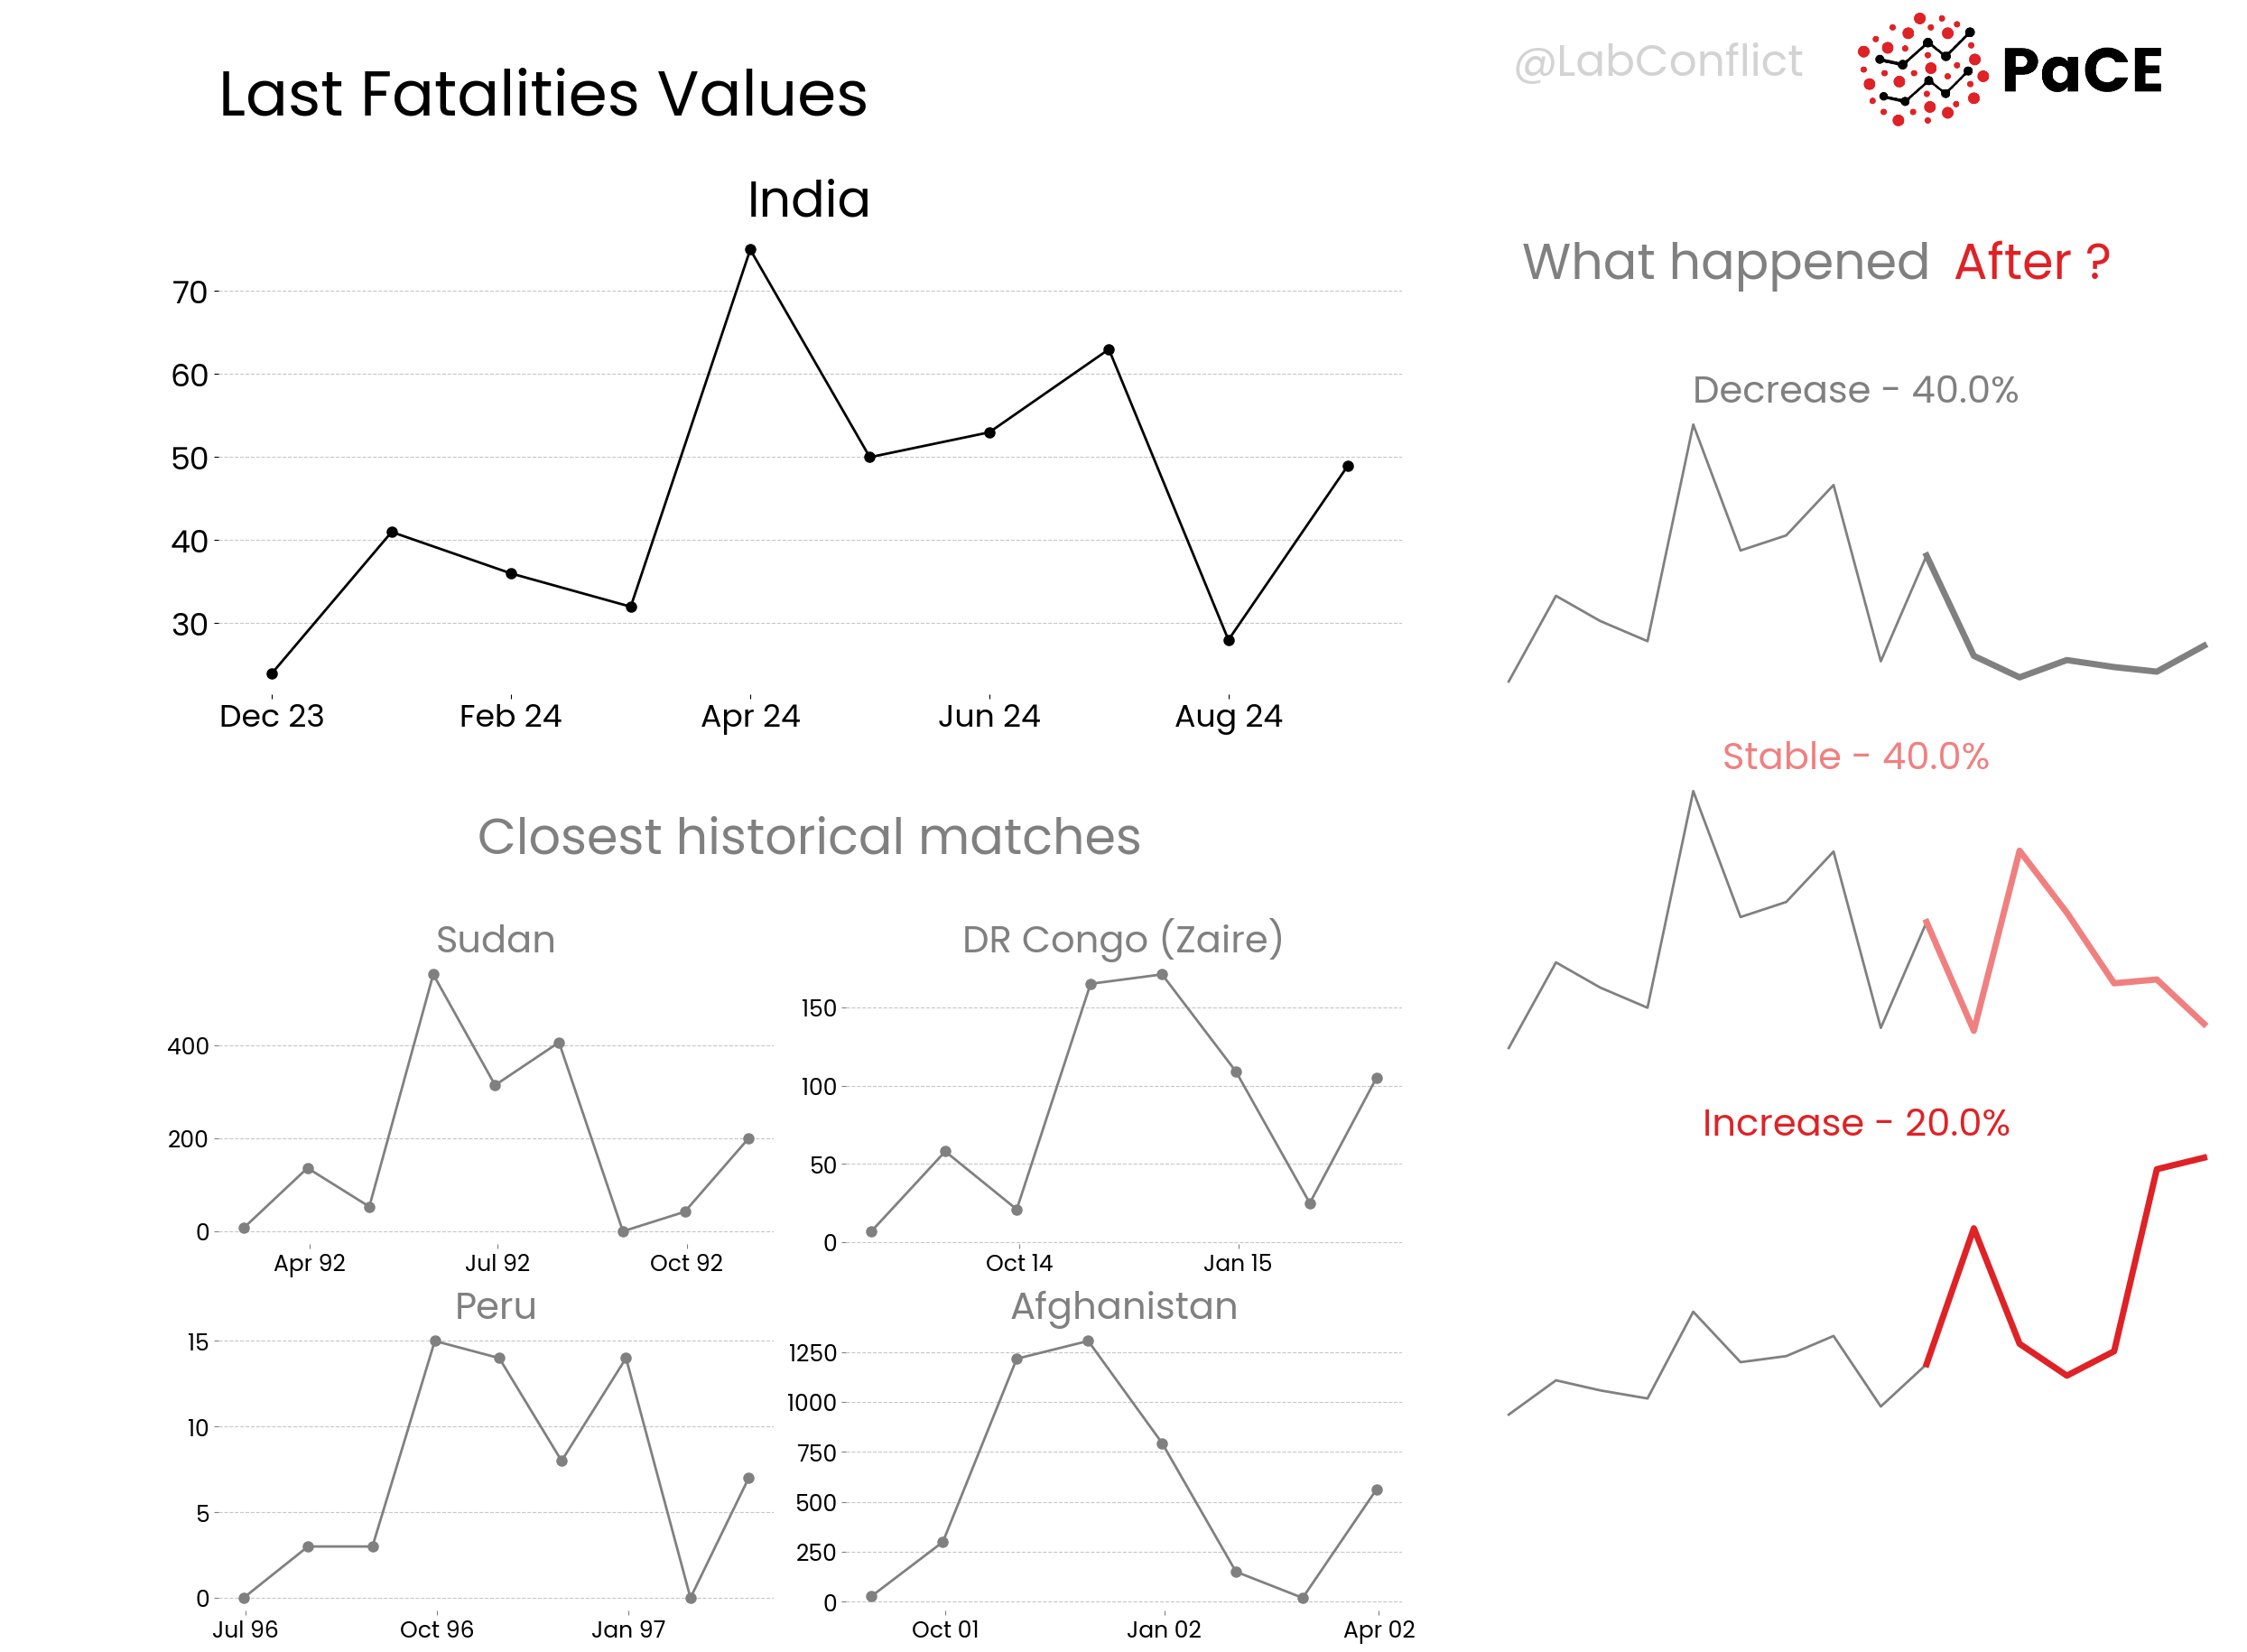 @LabConflict
PaCE
Last Fatalities Values
India
70
60
50
40
30
Dec 23 Feb 24 Apr 24 Jun 24 Aug 24
What happened After ?
Decrease - 40.0%
Stable - 40.0%
Increase - 20.0%
Closest historical matches
Sudan
400
200
0
Apr 92 Jul 92 Oct 92
DR Congo (Zaire)
150
100
50
0
Oct 14 Jan 15
Peru
15
10
5
0
Jul 96 Oct 96 Jan 97
Afghanistan
1250
1000
750
500
250
0
Oct 01 Jan 02 Apr 02